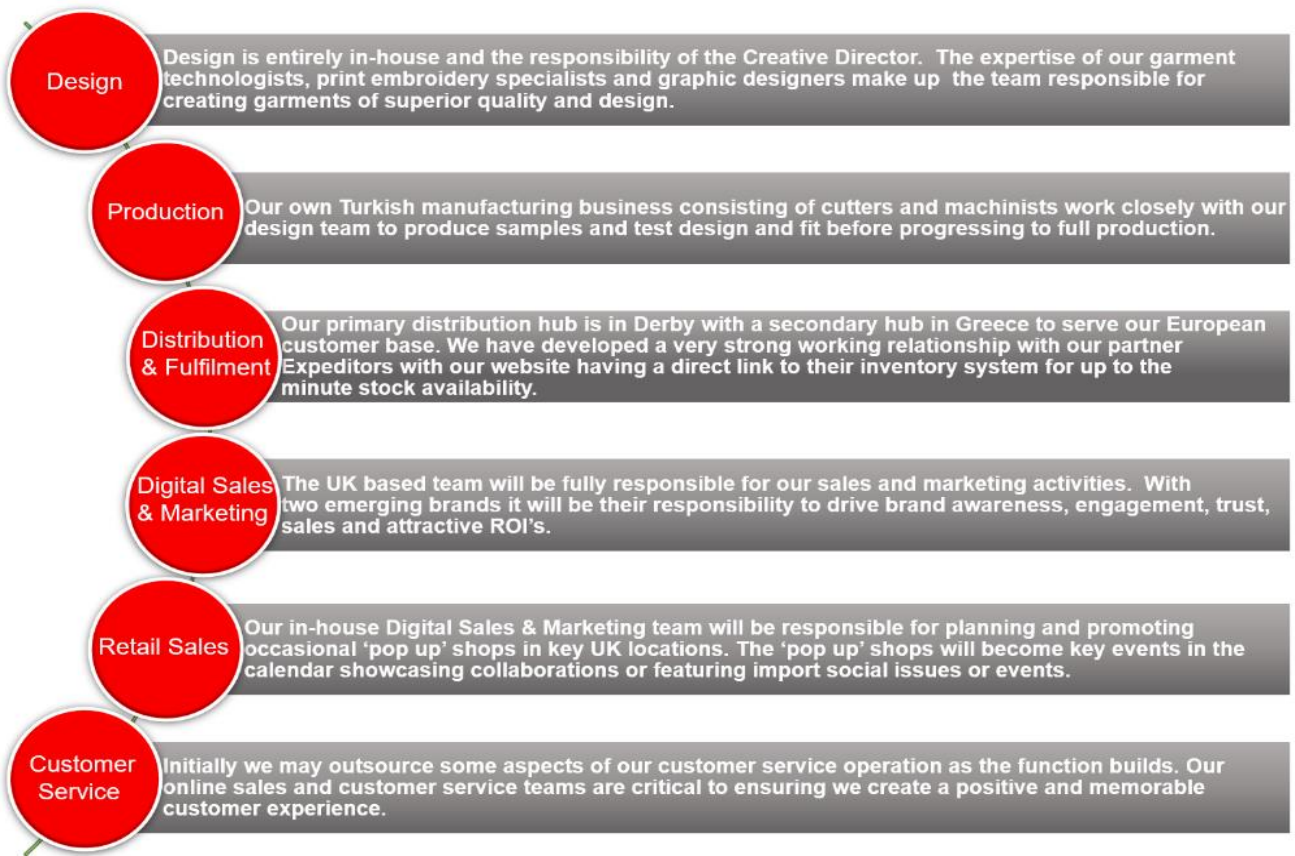 Design
Design is entirely in-house and the responsibility of the Creative Director.  The expertise of our garment
technologists, print embroidery specialists and graphic designers make up  the team responsible for
creating garments of superior quality and design.
Production
Our own Turkish manufacturing business consisting of cutters and machinists work closely with our
design team to produce samples and test design and fit before progressing to full production.
Distribution
& Fulfilment
Our primary distribution hub is in Derby with a secondary hub in Greece to serve our European
customer base. We have developed a very strong working relationship with our partner
Expeditors with our website having a direct link to their inventory system for up to the
minute stock availability.
Digital Sales
& Marketing
The UK based team will be fully responsible for our sales and marketing activities.  With
two emerging brands it will be their responsibility to drive brand awareness, engagement, trust,
sales and attractive ROI’s.
Retail Sales
Our in-house Digital Sales & Marketing team will be responsible for planning and promoting
occasional ‘pop up’ shops in key UK locations. The ‘pop up’ shops will become key events in the
calendar showcasing collaborations or featuring import social issues or events.
Customer
Service
Initially we may outsource some aspects of our customer service operation as the function builds. Our
online sales and customer service teams are critical to ensuring we create a positive and memorable
customer experience.